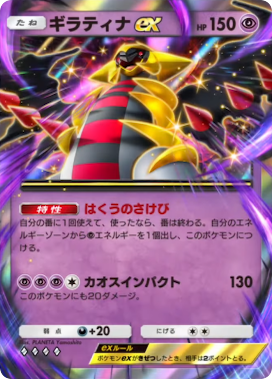 たね ギラティナex HP 150
特性 はくうのさけび
自分の番に1回使えて、使ったなら、番は終わる。自分のエ
ネルギーゾーンから エネルギーを1個出し、このポケモンに
つける。
カオスインパクト 130
このポケモンにも20ダメージ。
弱点 +20 にげる
illus. PLANETA Yamashita
exルール
ポケモンexがきぜつしたとき、相手は2ポイントとる。